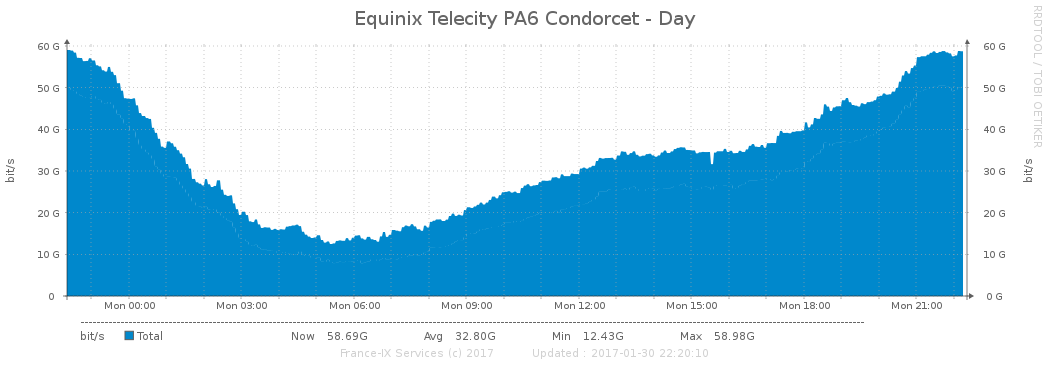 Equinix Telecity PA6 Condorcet - Day
RRDTOOL / TOBI OETIKER
60 G 60 G
50 G 50 G
40 G 40 G
30 G 30 G
20 G 20 G
10 G 10 G
0 0 G
bit/s
bit/s
Mon 00:00 Mon 03:00 Mon 06:00 Mon 09:00 Mon 12:00 Mon 15:00 Mon 18:00 Mon 21:00
bit/s Total Now 58.69G Avg 32.80G Min 12.43G Max 58.98G
France-IX Services (c) 2017 Updated : 2017-01-30 22:20:10